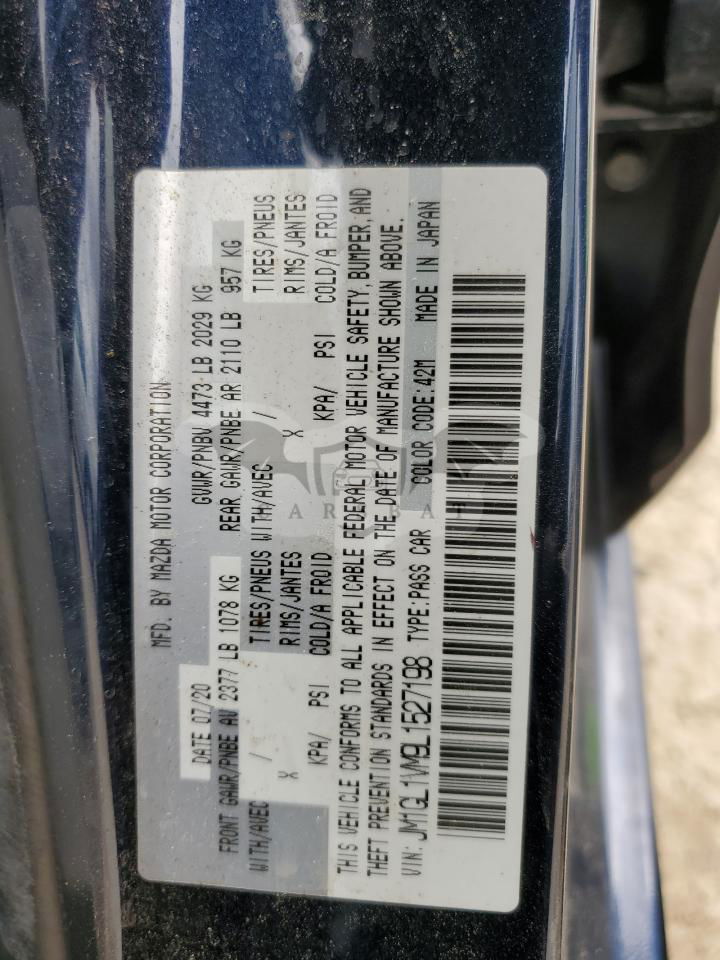 MFD. BY MAZDA MOTOR CORPORATION
DATE 07/20 GVWR/PNBV 4473 LB 2029 KG
FRONT GAWR/PNBE AV 2377 LB 1078 KG REAR GAWR/PNBE AR 2110 LB 957 KG
WITH/AVEC / TIRES/PNEUS WITH/AVEC / TIRES/PNEUS
X RIMS/JANTES X RIMS/JANTES
KPA/ PSI COLD/A FROID KPA/ PSI COLD/A FROID
THIS VEHICLE CONFORMS TO ALL APPLICABLE FEDERAL MOTOR VEHICLE SAFETY, BUMPER, AND
THEFT PREVENTION STANDARDS IN EFFECT ON THE DATE OF MANUFACTURE SHOWN ABOVE.
VIN: JM1GL1VM9L1527198 TYPE:PASS CAR COLOR CODE:42M MADE IN JAPAN